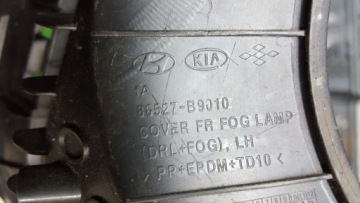 KIA
1A
86527-B9010
COVER FR FOG LAMP
(DRL+FOG), LH
> PP+EPDM+TD10 <